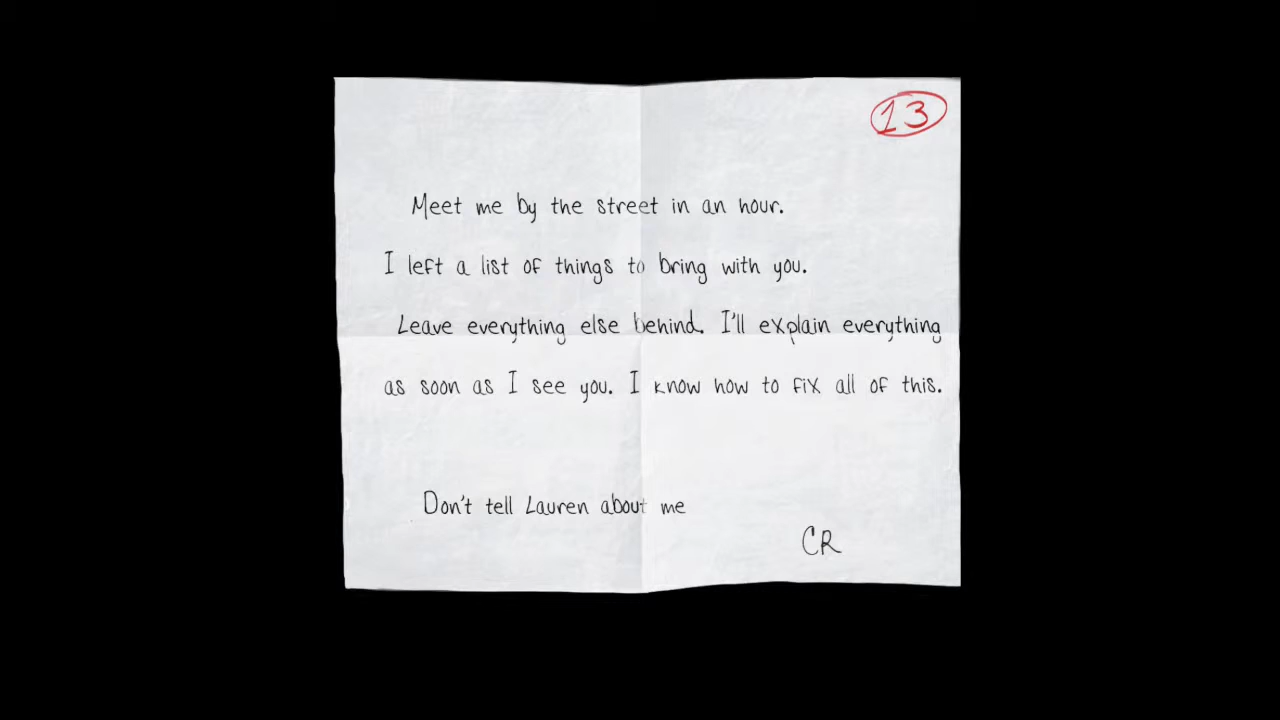 13
Meet me by the street in an hour.
I left a list of things to bring with you.
Leave everything else behind. I'll explain everything
as soon as I see you. I know how to fix all of this.
Don't tell Lauren about me
CR